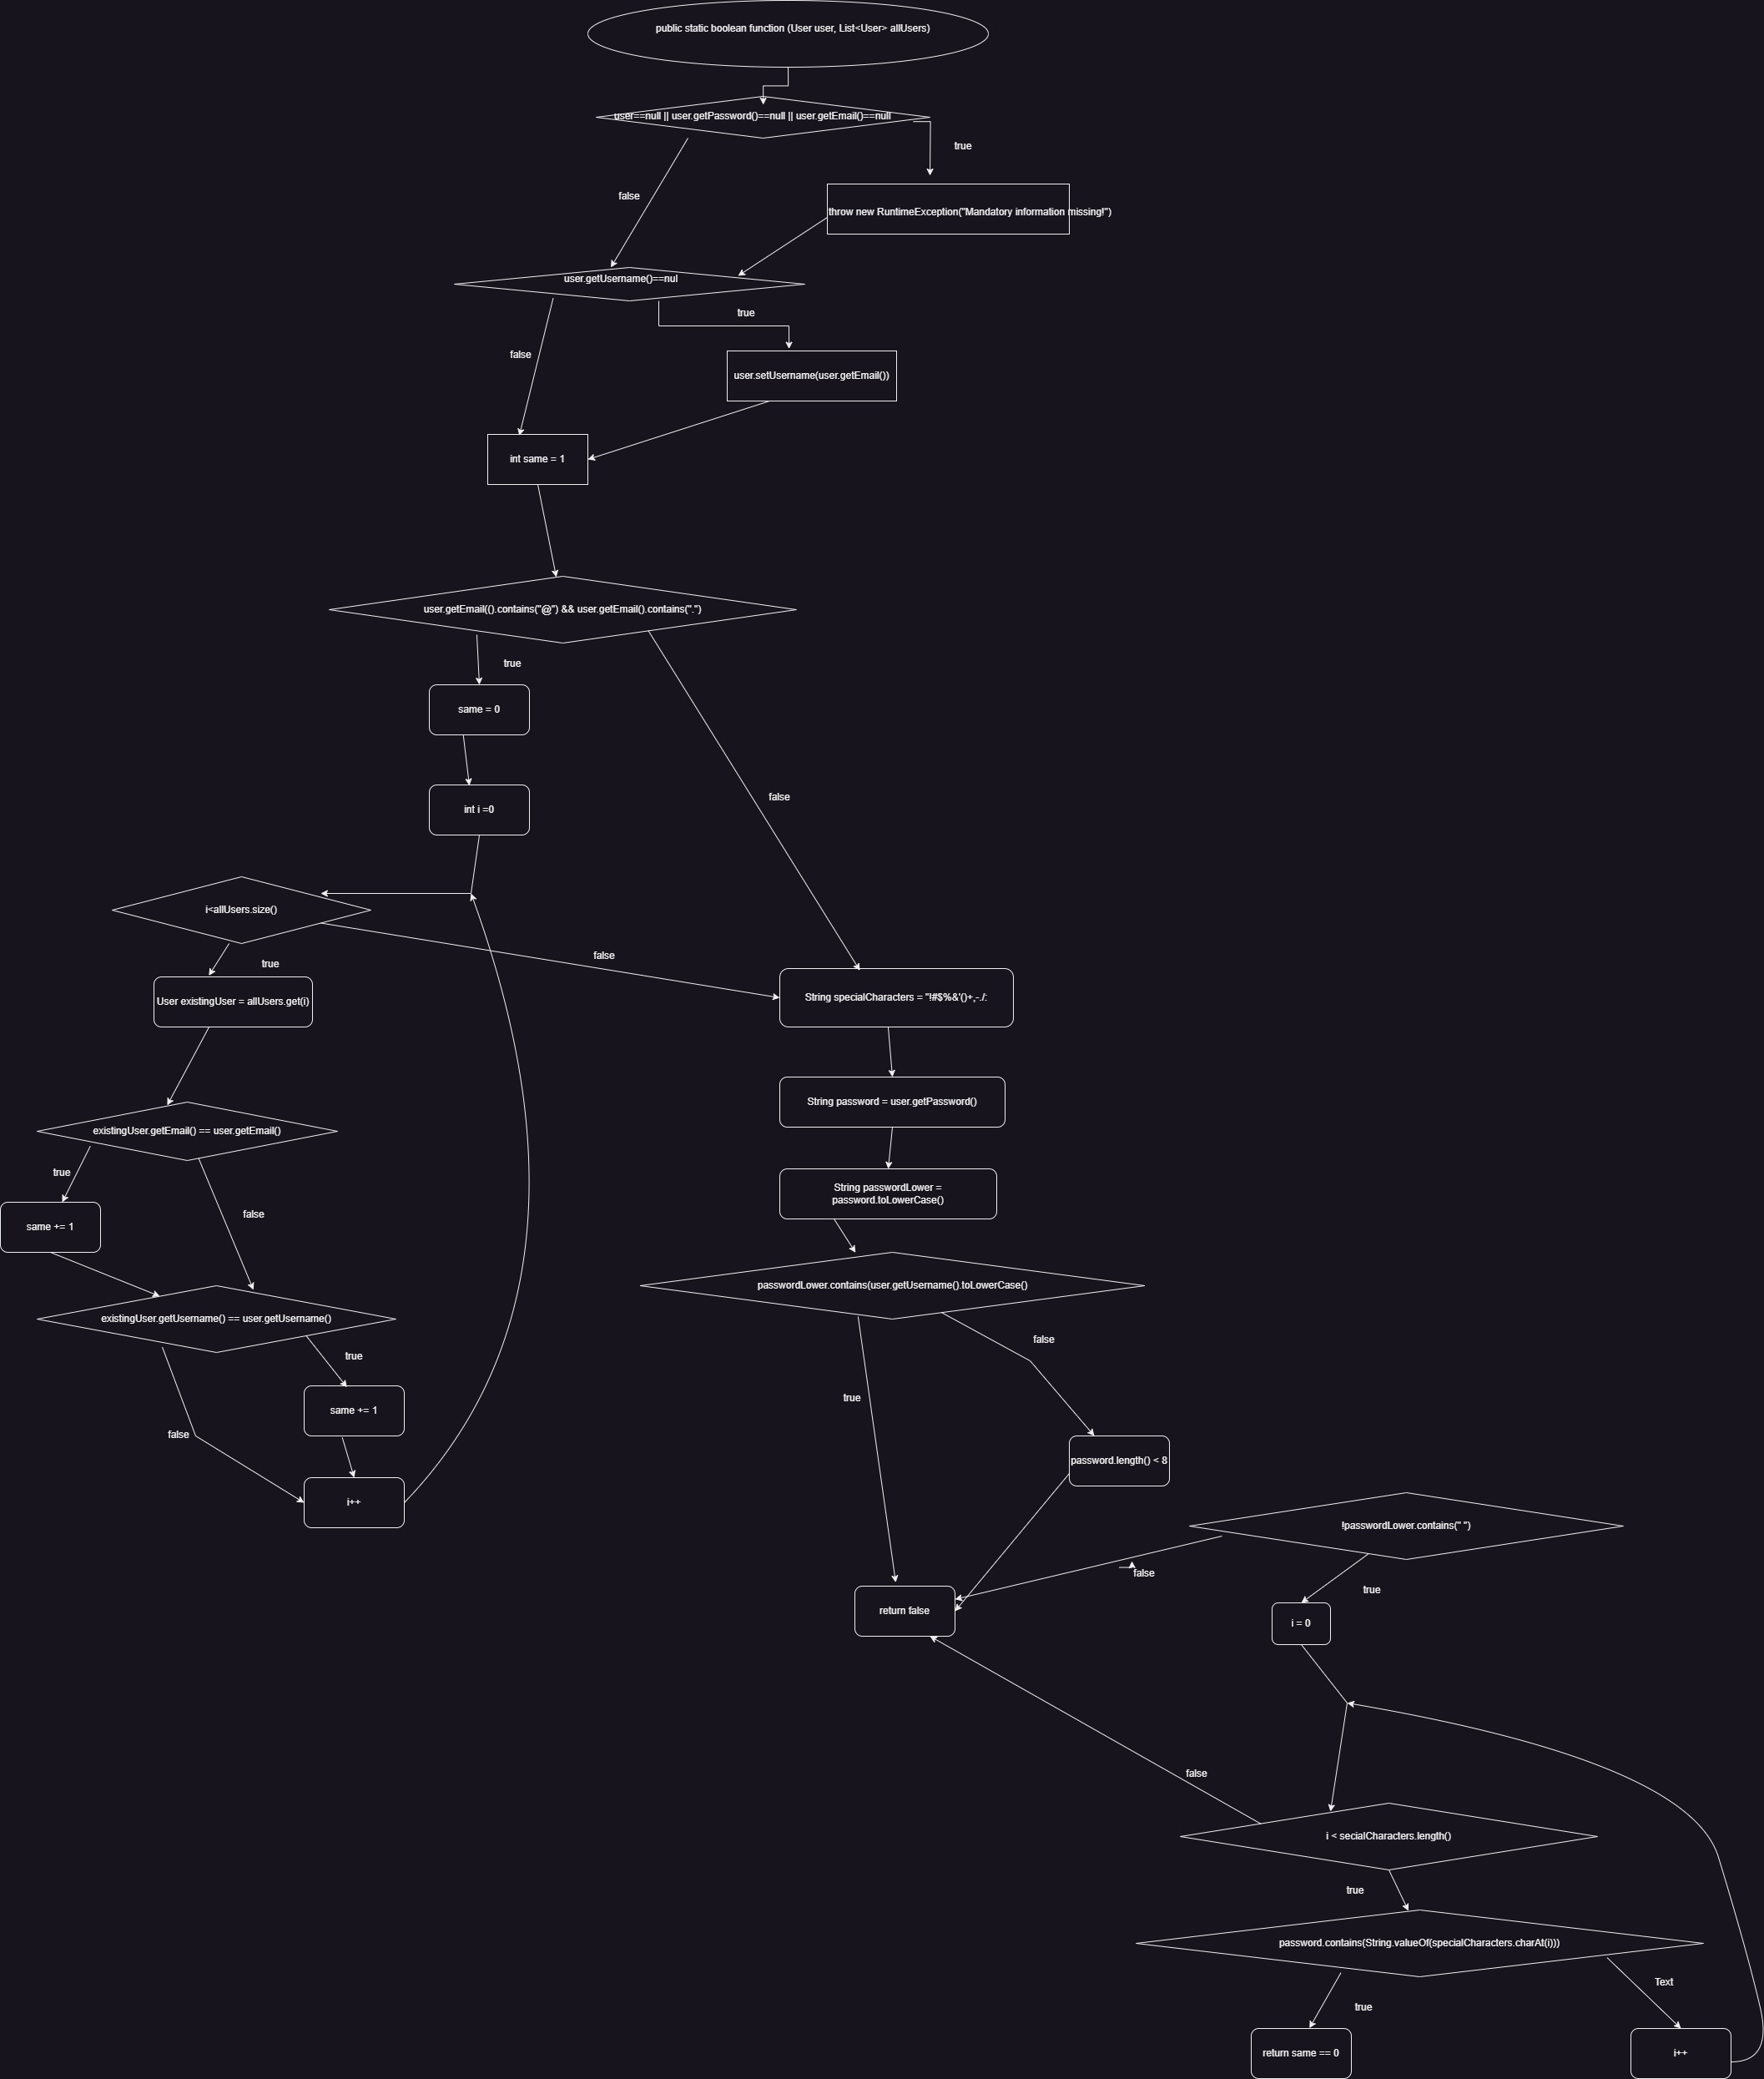 public static boolean function (User user, List<User> allUsers)
user==null || user.getPassword()==null || user.getEmail()==null
true
false
throw new RuntimeException("Mandatory information missing!")
user.getUsername()==nul
true
false
user.setUsername(user.getEmail())
int same = 1
user.getEmail(().contains("@") && user.getEmail().contains(".")
true
same = 0
false
int i =0
i<allUsers.size()
false
true
User existingUser = allUsers.get(i)
String specialCharacters = "!#$%&'()+,-./:
String password = user.getPassword()
existingUser.getEmail() == user.getEmail()
true
String passwordLower =
password.toLowerCase()
false
same += 1
passwordLower.contains(user.getUsername().toLowerCase()
existingUser.getUsername() == user.getUsername()
false
true
true
same += 1
false
password.length() < 8
i++
!passwordLower.contains(" ")
false
true
return false
i = 0
false
i < secialCharacters.length()
true
password.contains(String.valueOf(specialCharacters.charAt(i)))
Text
true
return same == 0
i++